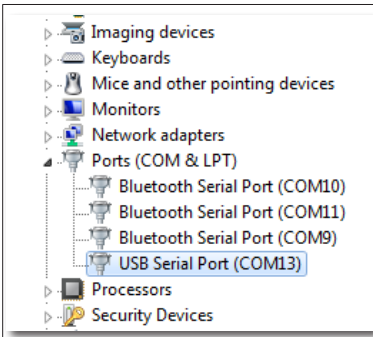 Imaging devices
Keyboards
Mice and other pointing devices
Monitors
Network adapters
Ports (COM & LPT)
Bluetooth Serial Port (COM10)
Bluetooth Serial Port (COM11)
Bluetooth Serial Port (COM9)
USB Serial Port (COM13)
Processors
Security Devices